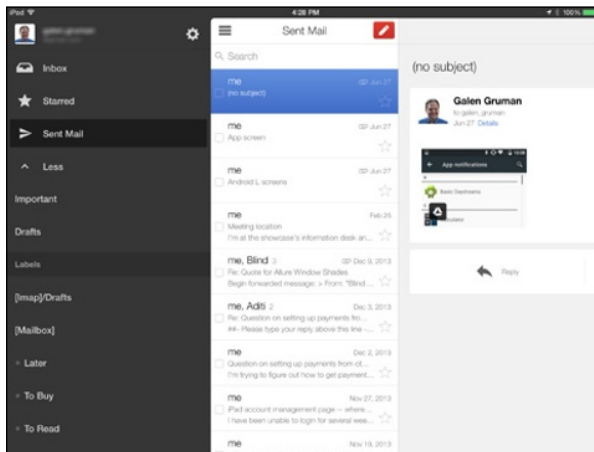 iPod
4:28 PM
100%
Inbox
Starred
Sent Mail
Less
Important
Drafts
Labels
[Imap]/Drafts
[Mailbox]
Later
To Buy
To Read
Sent Mail
Search
me
Jun 27
(no subject)
me
Jun 27
App screen
me
Jun 27
Android L screens
me
Feb 25
Meeting location
I'm at the showcase's information desk an...
me, Blind 3
Dec 9, 2013
Re: Quote for Allure Window Shades
Begin forwarded message: > From: "Blind ...
me, Aditi 2
Dec 3, 2013
Re: Question on setting up payments fro...
##- Please type your reply above this line -...
me
Dec 2, 2013
Question on setting up payments from ot...
I'm trying to figure out how to get payment...
me
Nov 27, 2013
iPad account management page -- where...
I have been unable to login for several wee...
me
Nov 19, 2013
(no subject)
Galen Gruman
to galen_gruman
Jun 27 Details
App notifications
Basic Daydreams
Reply